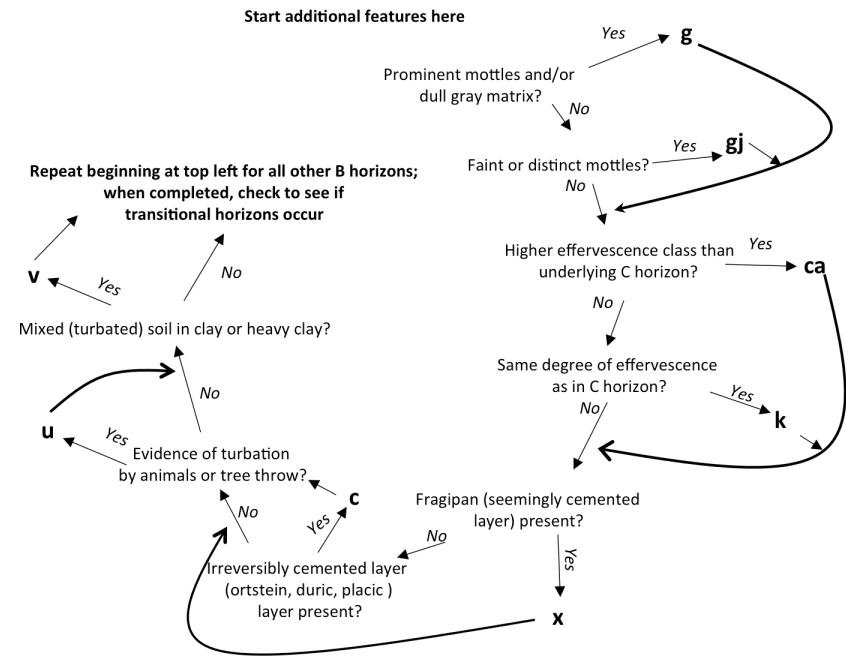 Start additional features here
Yes
g
Prominent mottles and/or
dull gray matrix?
No
Faint or distinct mottles?
Yes
gj
No
Higher effervescence class than
underlying C horizon?
Yes
ca
No
Same degree of effervescence
as in C horizon?
Yes
k
No
Fragipan (seemingly cemented
layer) present?
Yes
x
No
Irreversibly cemented layer
(ortstein, duric, placic )
layer present?
Yes
c
No
Evidence of turbation
by animals or tree throw?
Yes
u
No
Mixed (turbated) soil in clay or heavy clay?
Yes
v
No
Repeat beginning at top left for all other B horizons;
when completed, check to see if
transitional horizons occur